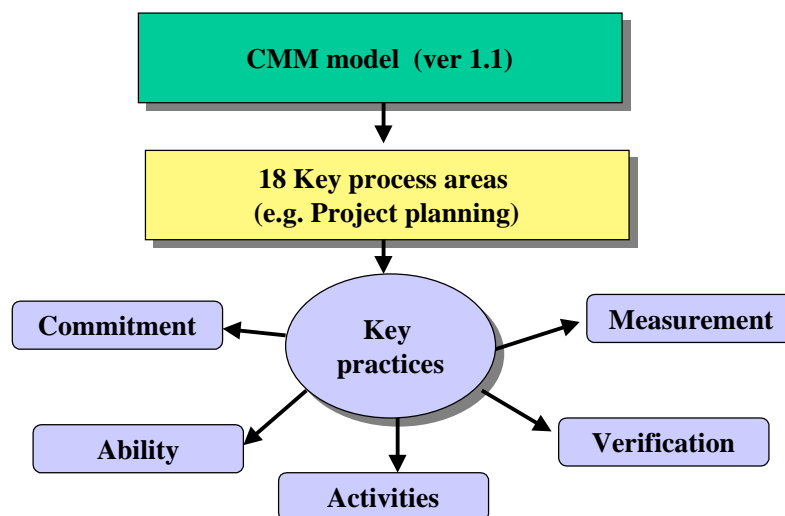 CMM model (ver 1.1)
18 Key process areas
(e.g. Project planning)
Commitment
Key
practices
Measurement
Ability
Verification
Activities